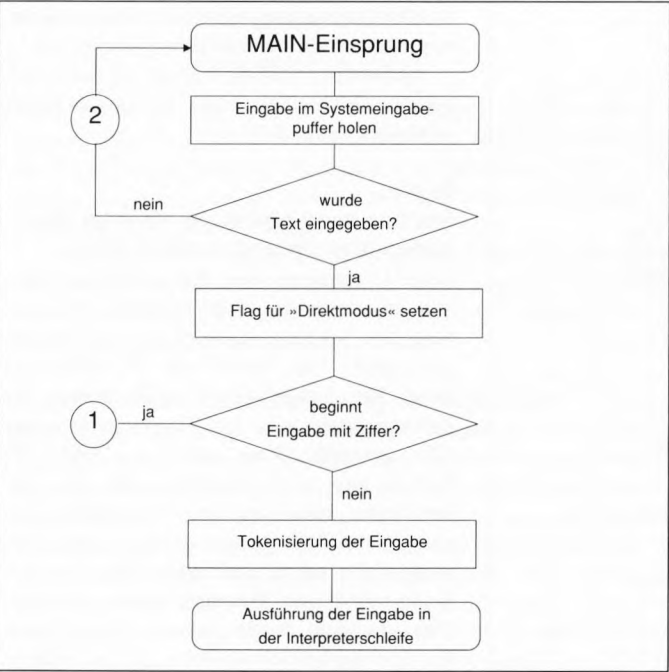 MAIN-Einsprung
2
Eingabe im Systemeingabe-
puffer holen
nein
wurde
Text eingegeben?
ja
Flag für »Direktmodus« setzen
1
ja
beginnt
Eingabe mit Ziffer?
nein
Tokenisierung der Eingabe
Ausführung der Eingabe in
der Interpreterschleife